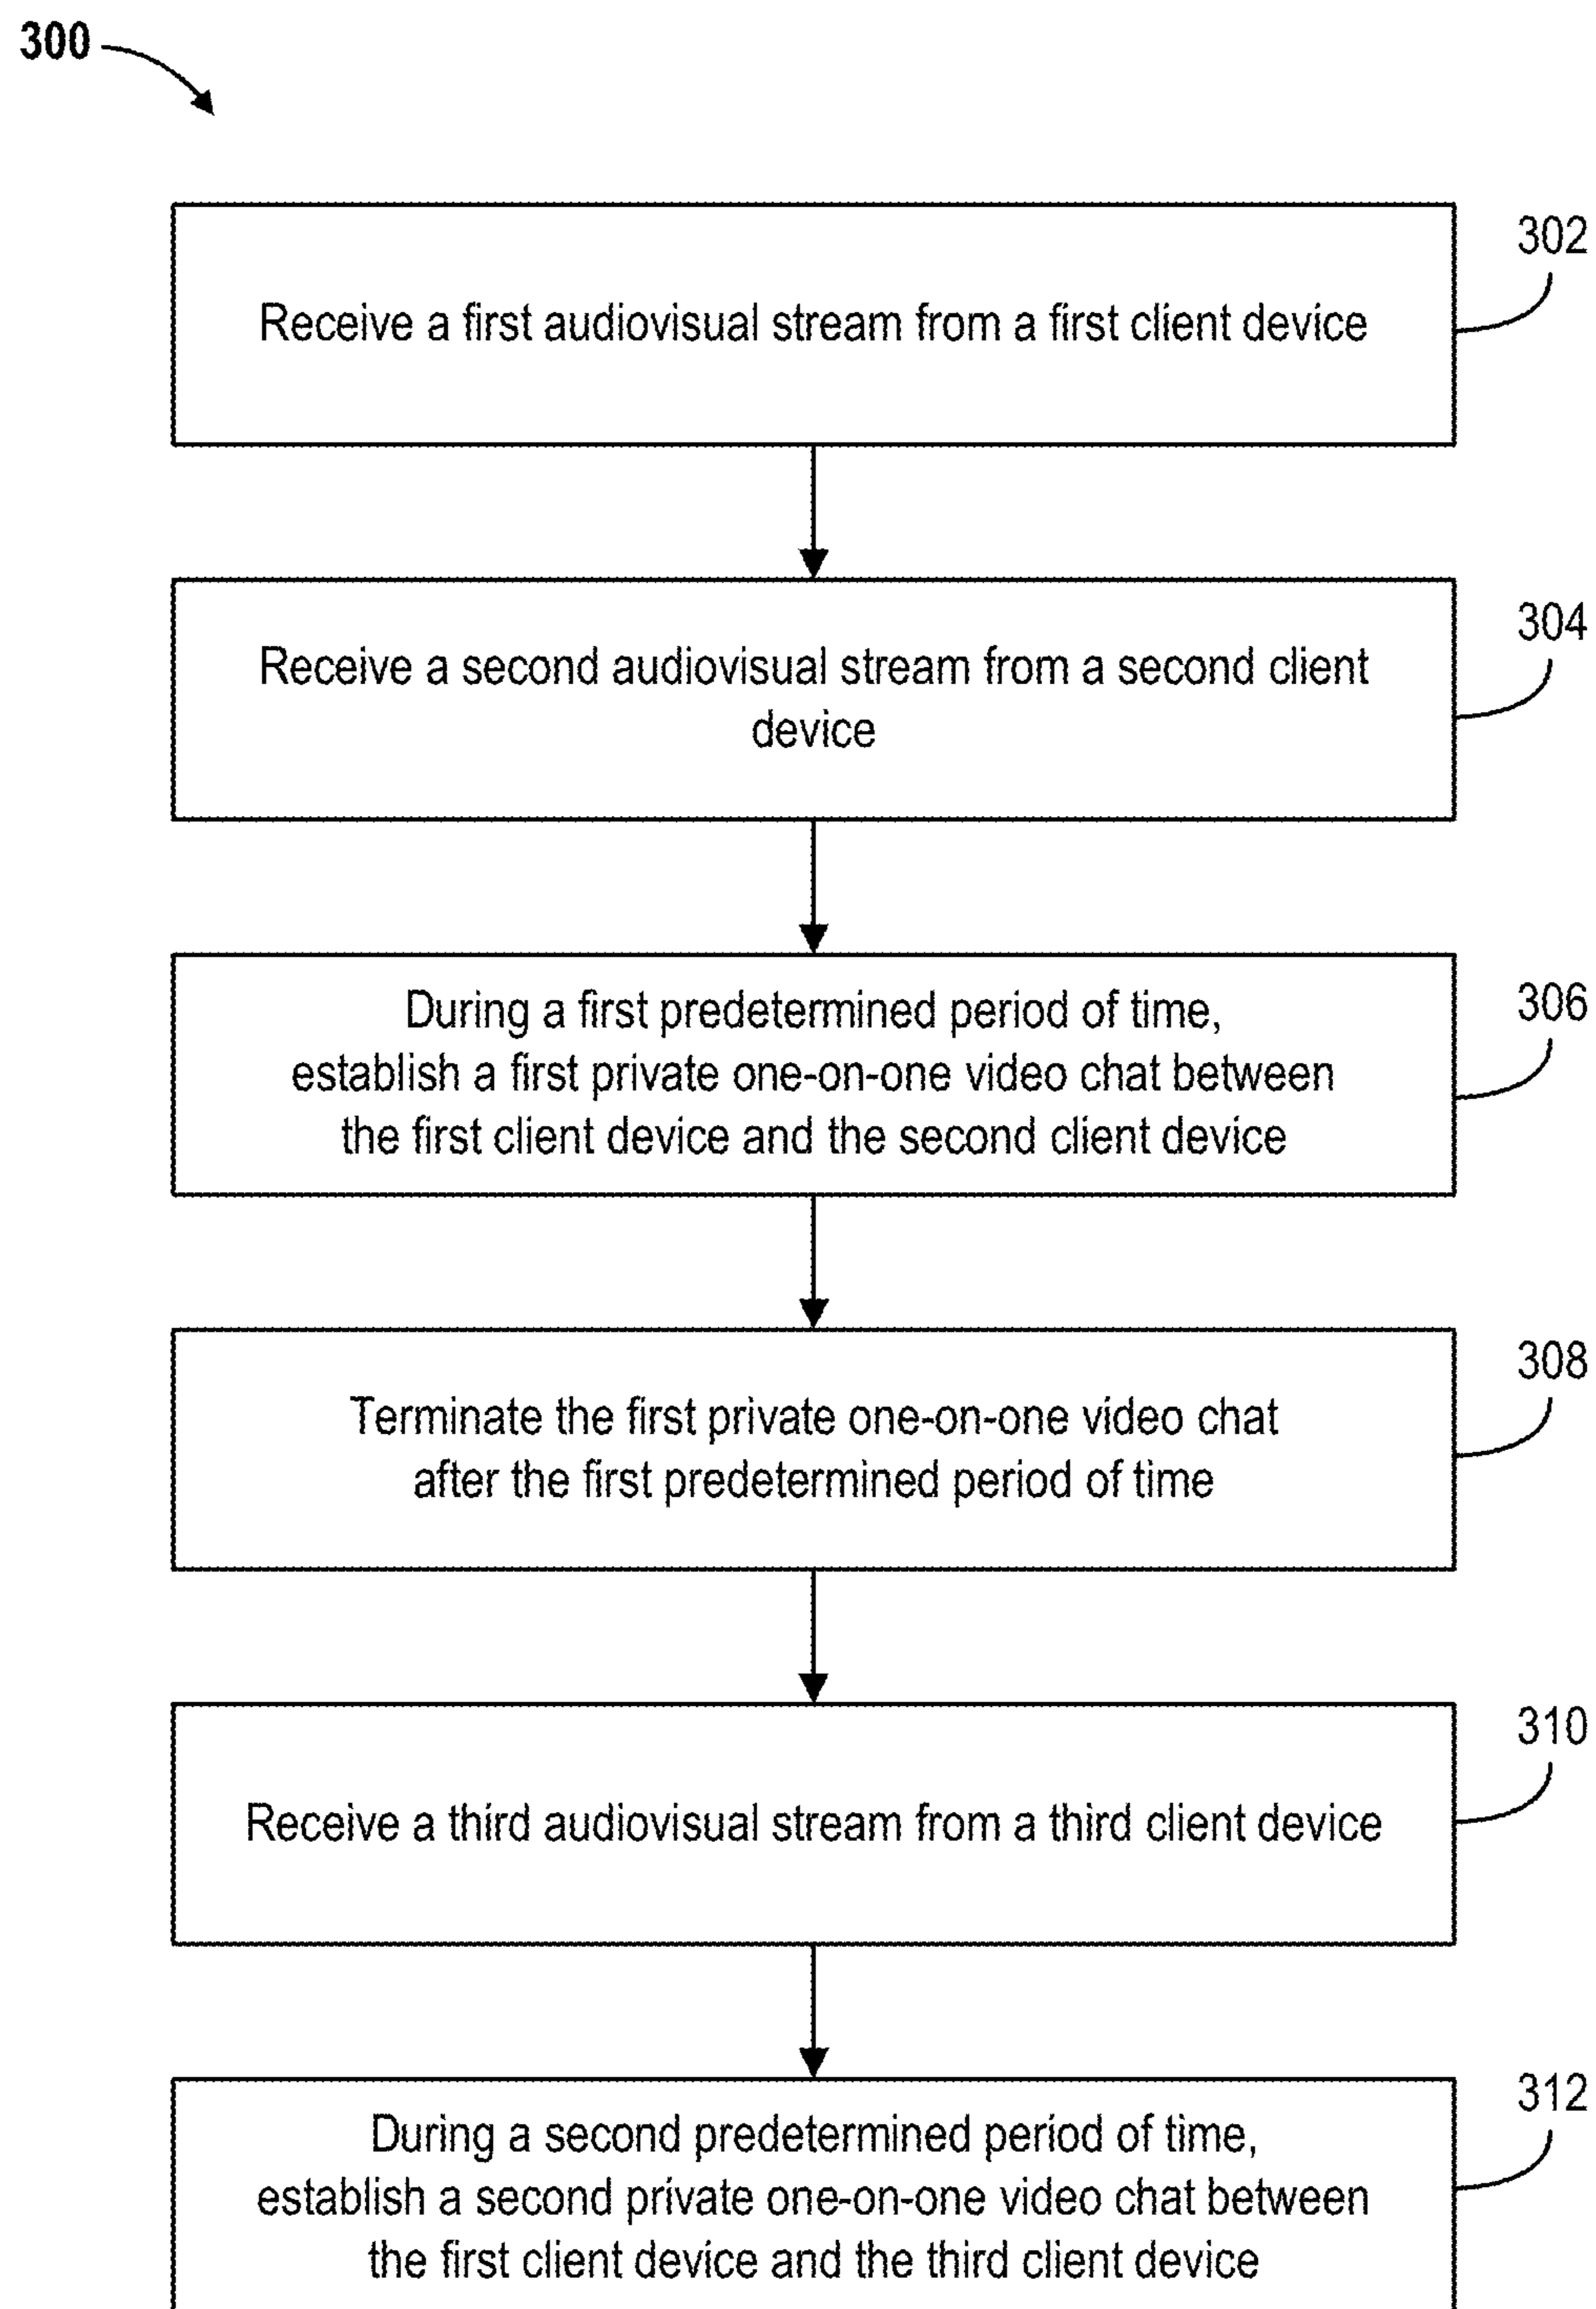 300
302
Receive a first audiovisual stream from a first client device
304
Receive a second audiovisual stream from a second client
device
306
During a first predetermined period of time,
establish a first private one-on-one video chat between
the first client device and the second client device
308
Terminate the first private one-on-one video chat
after the first predetermined period of time
310
Receive a third audiovisual stream from a third client device
312
During a second predetermined period of time,
establish a second private one-on-one video chat between
the first client device and the third client device